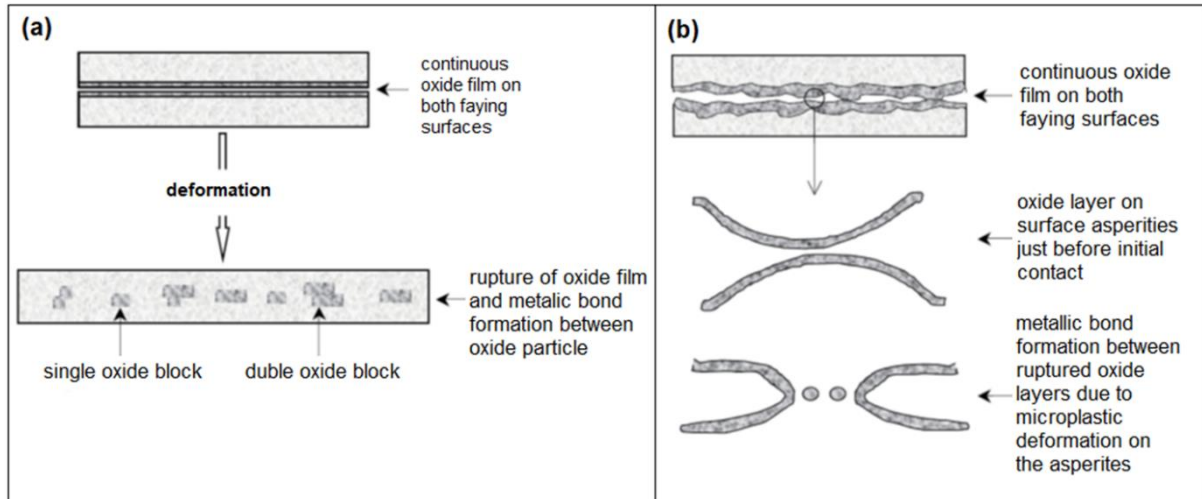 (a)
continuous
oxide film on
both faying
surfaces
deformation
rupture of oxide film
and metalic bond
formation between
oxide particle
single oxide block
duble oxide block
(b)
continuous oxide
film on both
faying surfaces
oxide layer on
surface asperities
just before initial
contact
metallic bond
formation between
ruptured oxide
layers due to
microplastic
deformation on
the asperites